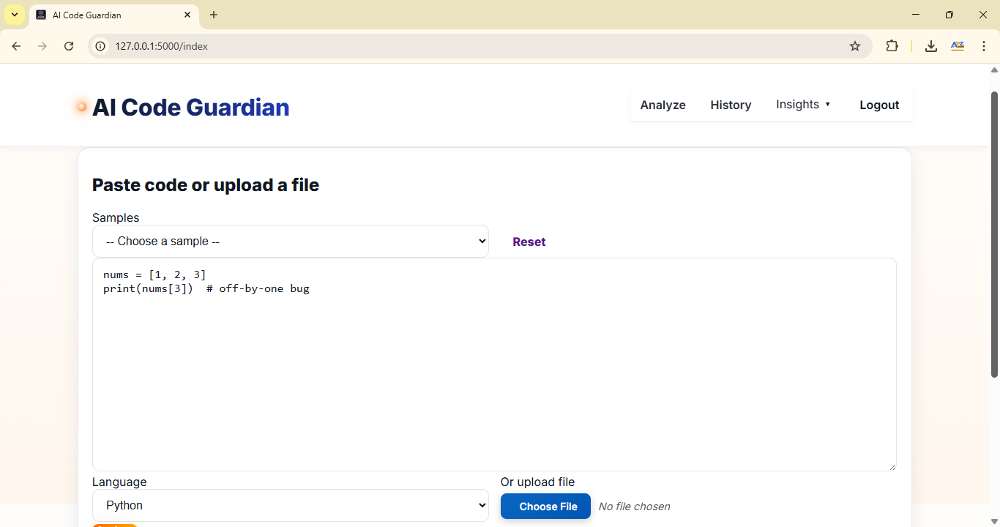 AI Code Guardian
127.0.0.1:5000/index
AI Code Guardian
Analyze
History
Insights ▾
Logout
Paste code or upload a file
Samples
-- Choose a sample --
Reset
nums = [1, 2, 3]
print(nums[3])  # off-by-one bug
Language
Or upload file
Python
Choose File
No file chosen